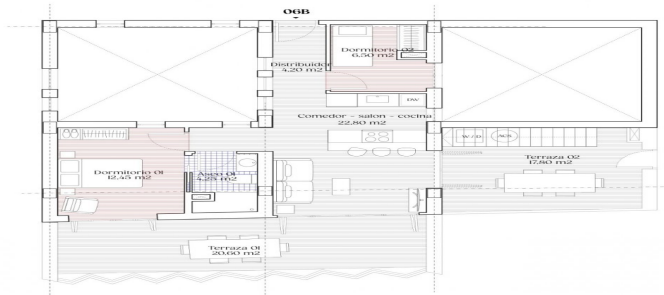 06B
Dormitorio 02
6.50 m2
Distribuidor
4.20 m2
DW
Comedor - salon - cocina
22.80 m2
W / D
ACS
Terraza 02
17.80 m2
Dormitorio 01
12.45 m2
Aseo 01
4.25 m2
Terraza 01
20.60 m2